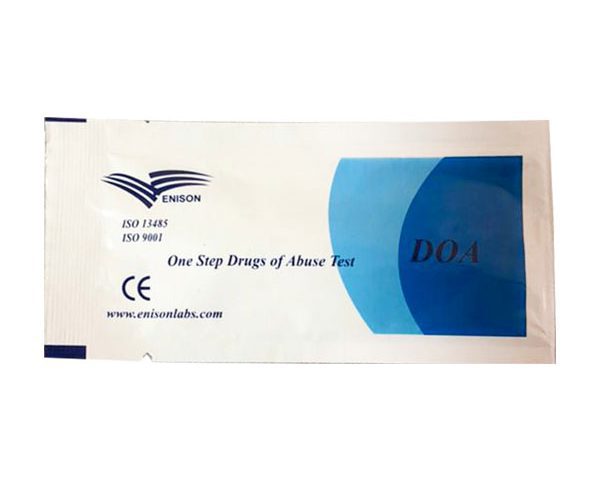 ENISON
ISO 13485
ISO 9001
One Step Drugs of Abuse Test
DOA
CE
www.enisonlabs.com